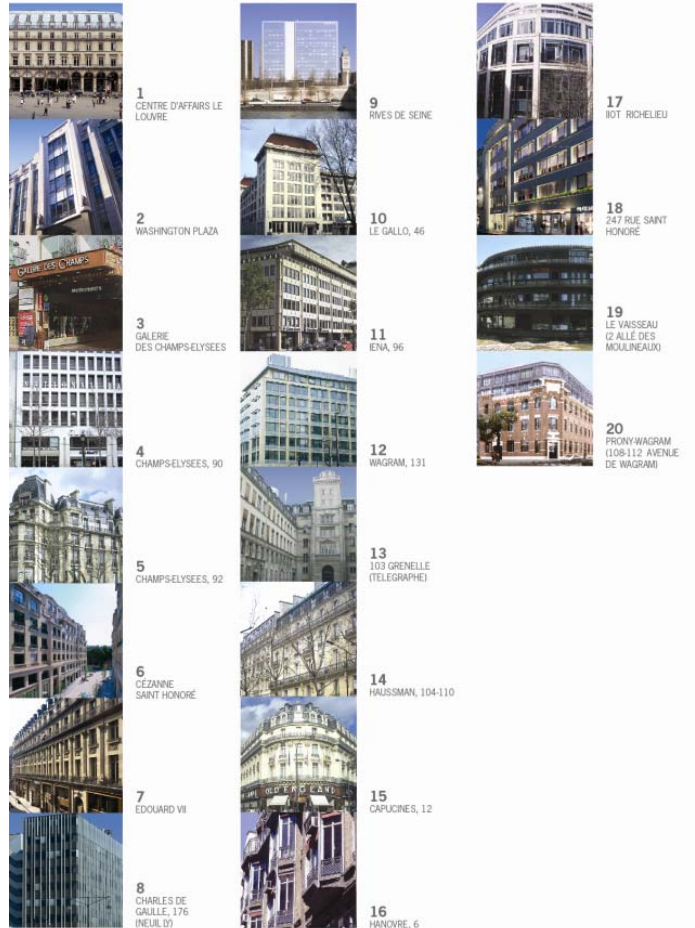 1
CENTRE D'AFFAIRS LE
LOUVRE
2
WASHINGTON PLAZA
GALERIE DES CHAMPS
3
GALERIE
DES CHAMPS-ELYSEES
4
CHAMPS-ELYSEES, 90
5
CHAMPS-ELYSEES, 92
6
CÉZANNE
SAINT HONORÉ
7
EDOUARD VII
8
CHARLES DE
GAULLE, 176
(NEUILLY)
9
RIVES DE SEINE
10
LE GALLO, 46
11
IENA, 96
12
WAGRAM, 131
13
103 GRENELLE
(TELEGRAPHE)
14
HAUSSMAN, 104-110
OLD ENGLAND
15
CAPUCINES, 12
16
HANOVRE, 6
17
IlOT RICHELIEU
18
247 RUE SAINT
HONORÉ
19
LE VAISSEAU
(2 ALLÉ DES
MOULINEAUX)
20
PRONY-WAGRAM
(108-112 AVENUE
DE WAGRAM)